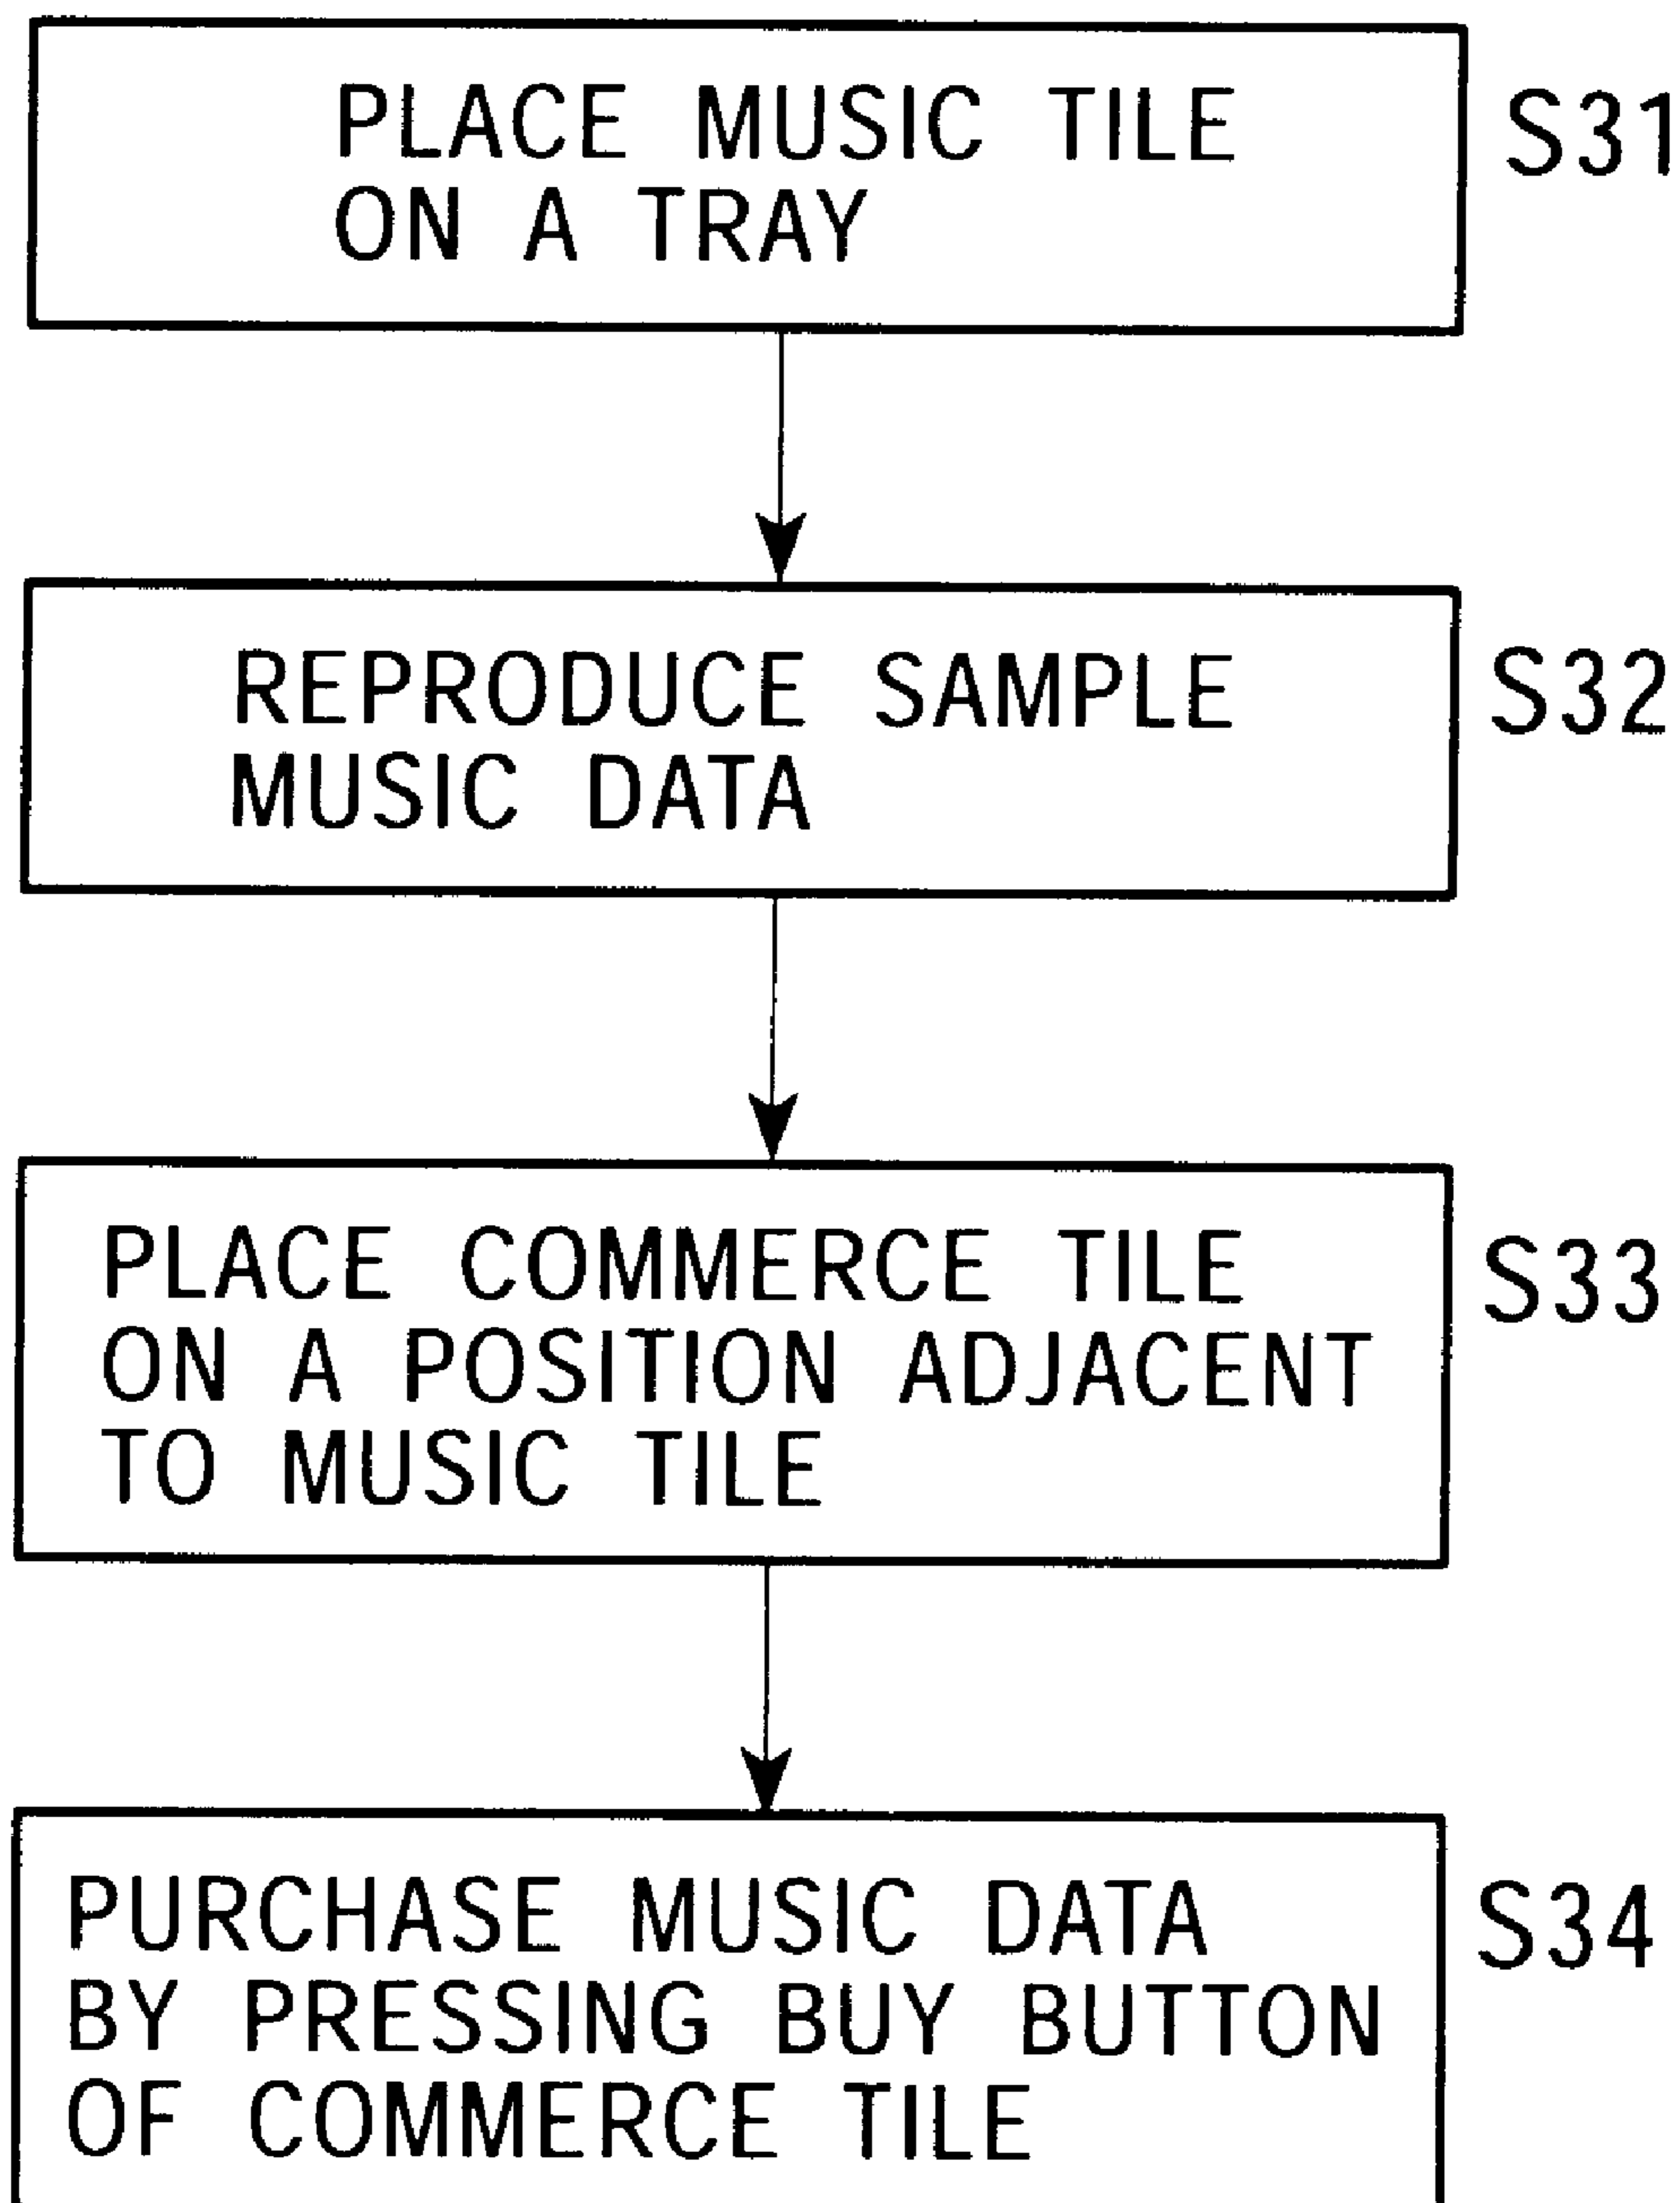 PLACE MUSIC TILE
ON A TRAY
S31
REPRODUCE SAMPLE
MUSIC DATA
S32
PLACE COMMERCE TILE
ON A POSITION ADJACENT
TO MUSIC TILE
S33
PURCHASE MUSIC DATA
BY PRESSING BUY BUTTON
OF COMMERCE TILE
S34